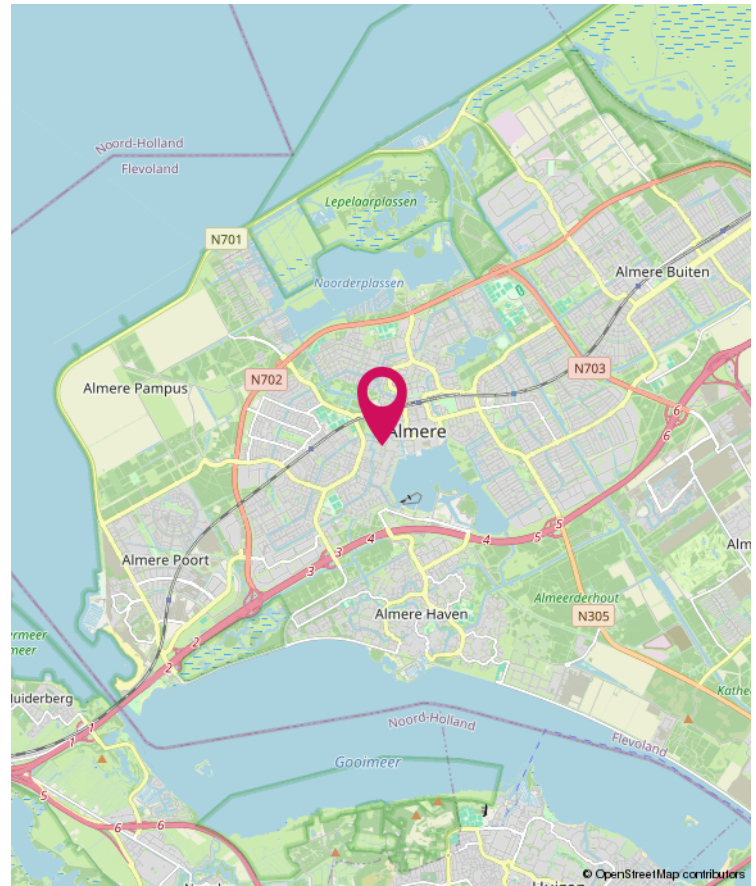 Noord-Holland
Flevoland
Lepelaarplassen
N701
Almere Buiten
Noorderplassen
N703
N702
Almere Pampus
6
6
Almere
5
5
4
4
3
3
Almere Poort
Almeerderhout
Almere Haven
N305
2
2
Noord-Holland
Flevoland
1
1
Gooimeer
5
6
6
© OpenStreetMap contributors